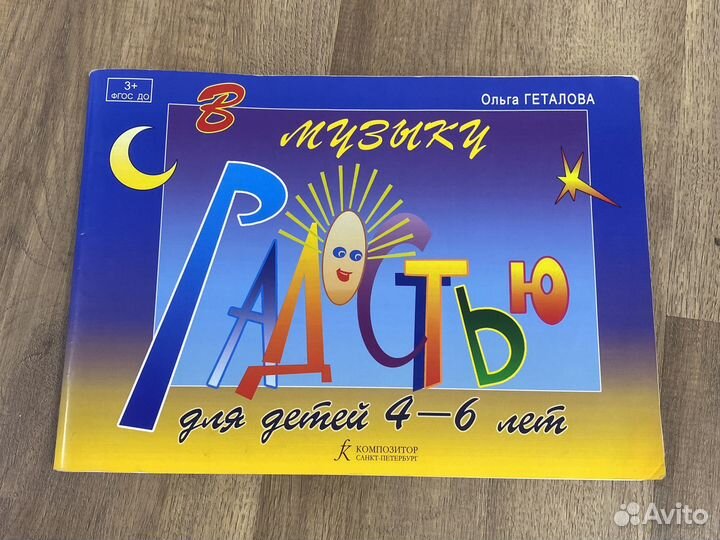 3+
ФГОС ДО
Ольга ГЕТАЛОВА
В
МУЗЫКУ
РАДОСТЬЮ
для детей 4—6 лет
КОМПОЗИТОР
САНКТ-ПЕТЕРБУРГ
Avito